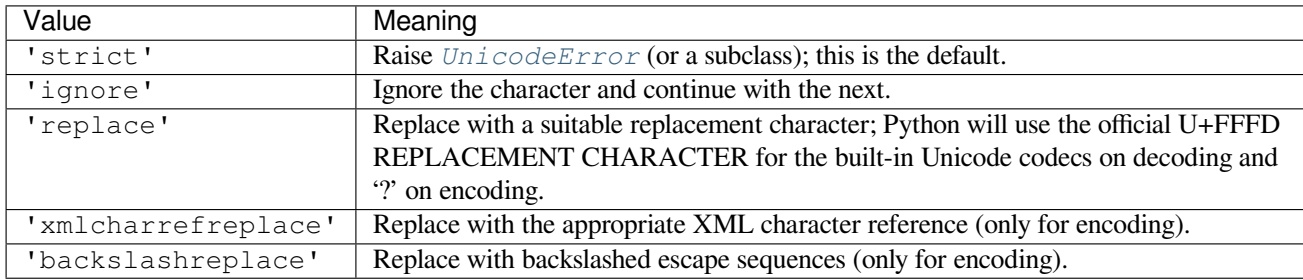 Value Meaning
'strict' Raise UnicodeError (or a subclass); this is the default.
'ignore' Ignore the character and continue with the next.
'replace' Replace with a suitable replacement character; Python will use the official U+FFFD
REPLACEMENT CHARACTER for the built-in Unicode codecs on decoding and
‘?’ on encoding.
'xmlcharrefreplace' Replace with the appropriate XML character reference (only for encoding).
'backslashreplace' Replace with backslashed escape sequences (only for encoding).